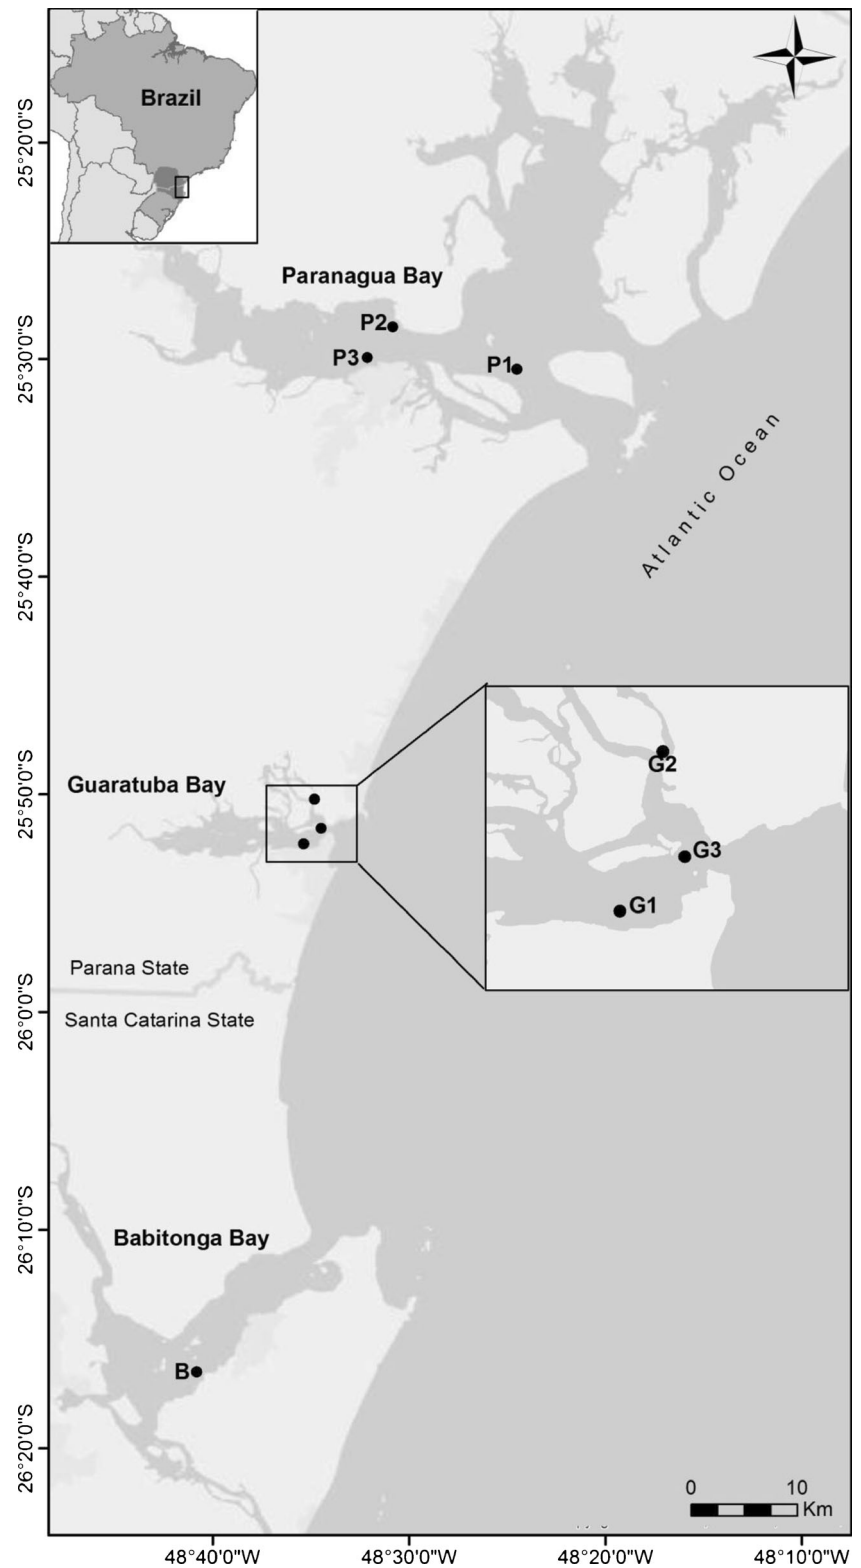 Brazil
25°20'0"S
Paranagua Bay
P2
P3
P1
25°30'0"S
Atlantic Ocean
25°40'0"S
G2
Guaratuba Bay
25°50'0"S
G3
G1
Parana State
26°0'0"S
Santa Catarina State
26°10'0"S
Babitonga Bay
B
26°20'0"S
0 10
Km
48°40'0"W 48°30'0"W 48°20'0"W 48°10'0"W